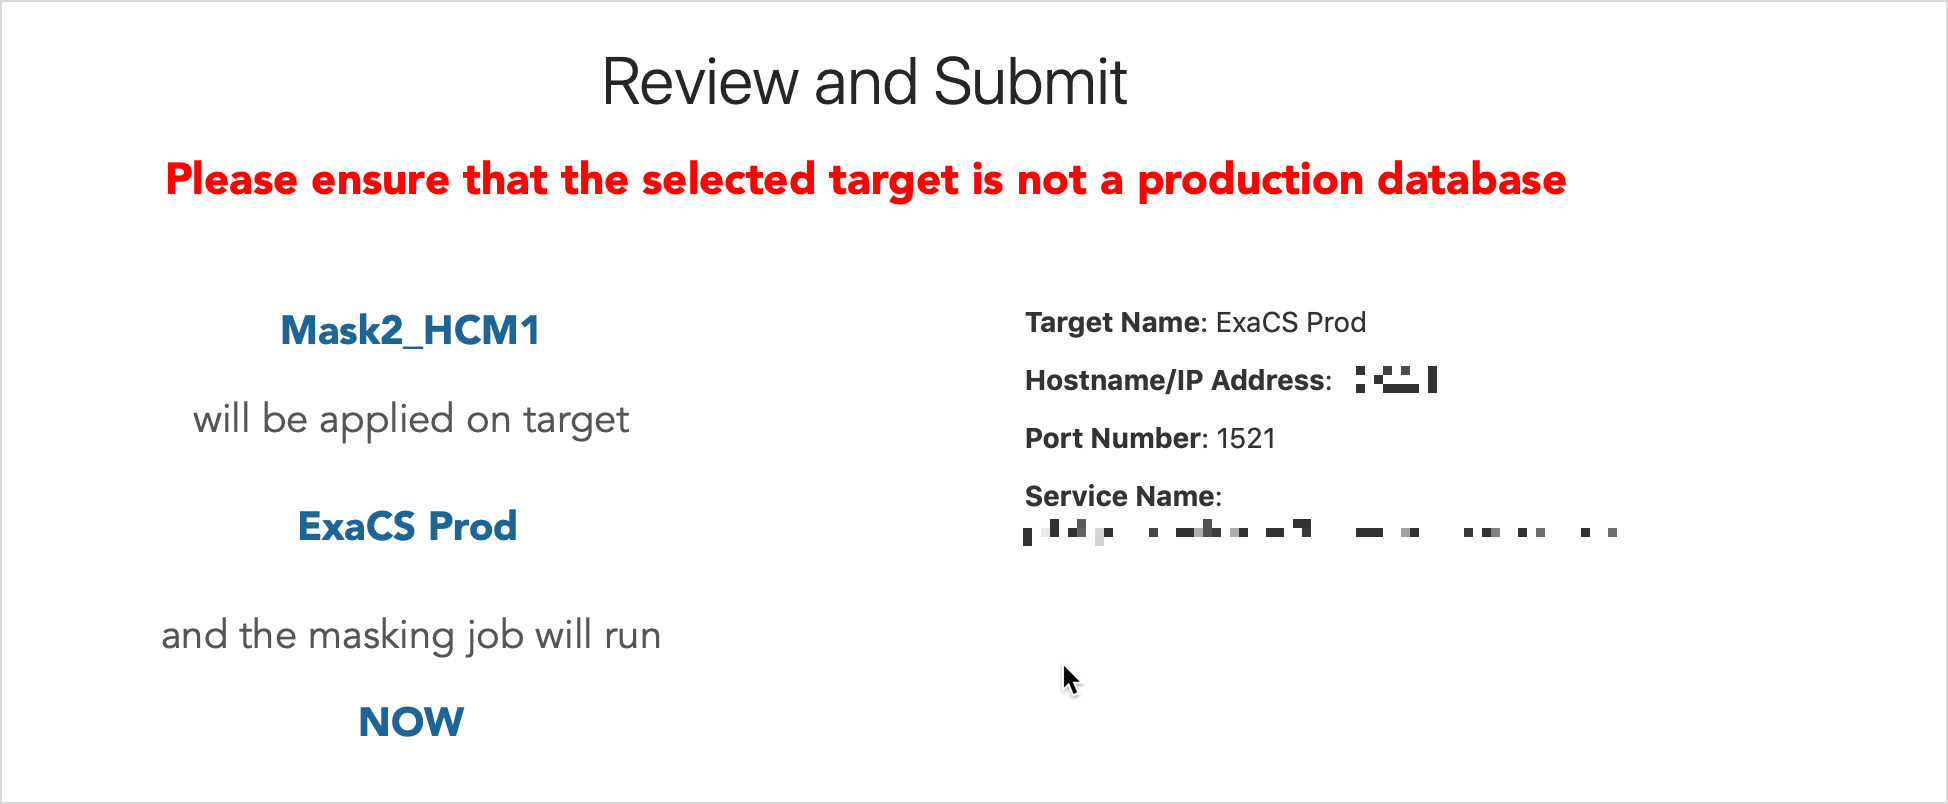 Review and Submit
Please ensure that the selected target is not a production database
Mask2_HCM1
will be applied on target
ExaCS Prod
and the masking job will run
NOW
Target Name: ExaCS Prod
Hostname/IP Address:
Port Number: 1521
Service Name: